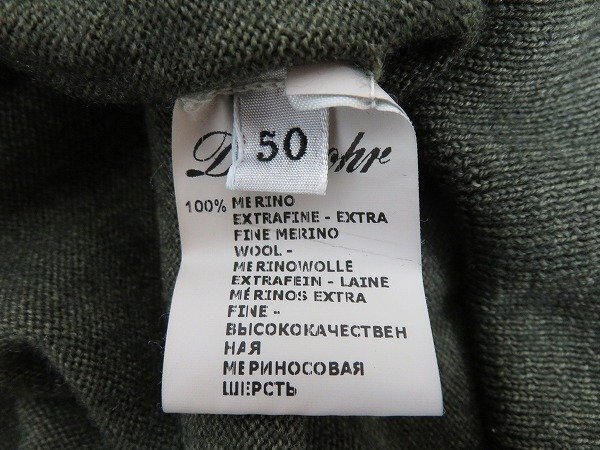 50
100% MERINO
EXTRAFINE - EXTRA
FINE MERINO
WOOL -
MERINOWOLLE
EXTRAFEIN - LAINE
MÉRINOS EXTRA
FINE -
ВЫСОКОКАЧЕСТВЕН
НАЯ
МЕРИНОСОВАЯ
ШЕРСТЬ